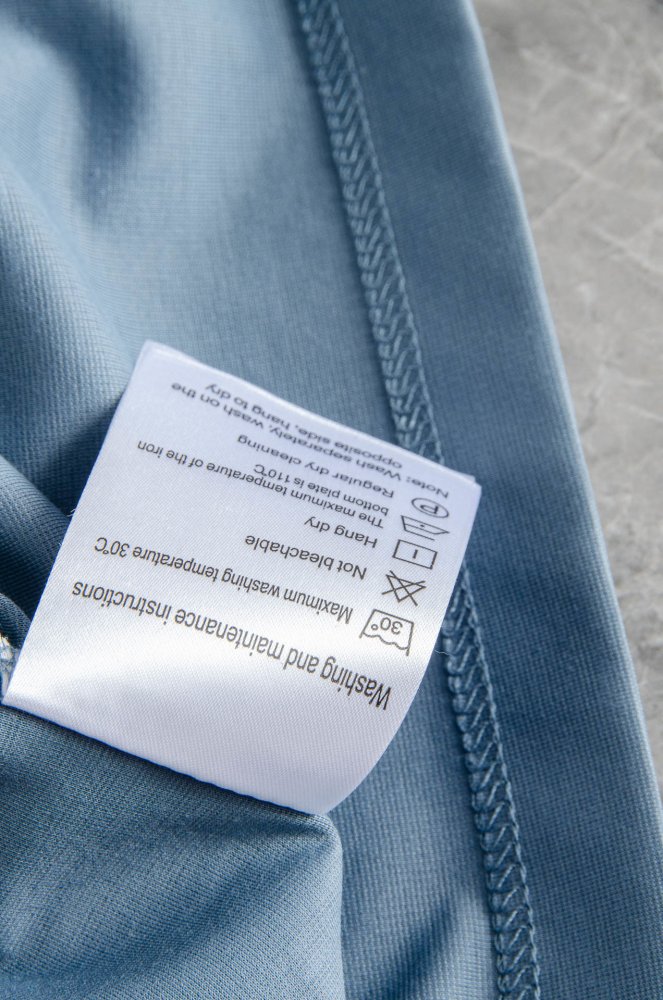 Washing and maintenance instructions
30° Maximum washing temperature 30℃
Not bleachable
Hang dry
The maximum temperature of the iron
bottom plate is 110℃
P Regular dry cleaning
Note: Wash separately, wash on the
opposite side, hang to dry